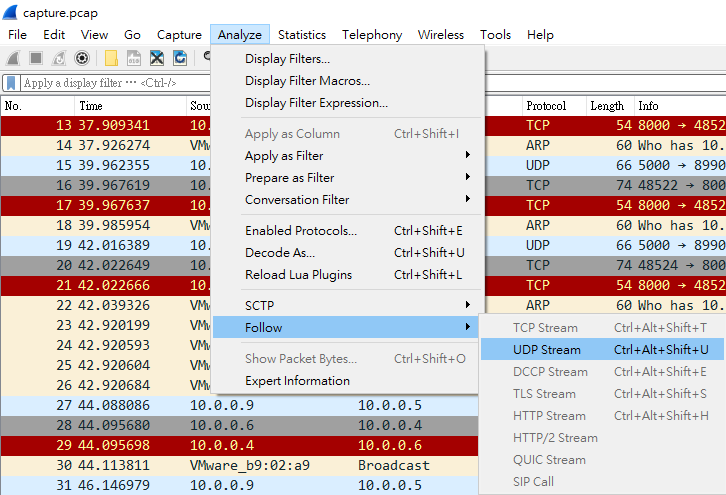 capture.pcap
File Edit View Go Capture Analyze Statistics Telephony Wireless Tools Help
Apply a display filter ⋯ <Ctrl-/>
Display Filters...
Display Filter Macros...
Display Filter Expression...
Apply as Column Ctrl+Shift+I
Apply as Filter
Prepare as Filter
Conversation Filter
Enabled Protocols... Ctrl+Shift+E
Decode As... Ctrl+Shift+U
Reload Lua Plugins Ctrl+Shift+L
SCTP
Follow
Show Packet Bytes... Ctrl+Shift+O
Expert Information
TCP Stream Ctrl+Alt+Shift+T
UDP Stream Ctrl+Alt+Shift+U
DCCP Stream Ctrl+Alt+Shift+E
TLS Stream Ctrl+Alt+Shift+S
HTTP Stream Ctrl+Alt+Shift+H
HTTP/2 Stream
QUIC Stream
SIP Call
No. Time Sou Protocol Length Info
13 37.909341 10. TCP 54 8000 → 4852
14 37.926274 VMw ARP 60 Who has 10.
15 39.962355 10. UDP 66 5000 → 8990
16 39.967619 10. TCP 74 48522 → 800
17 39.967637 10. TCP 54 8000 → 4852
18 39.985954 VMw ARP 60 Who has 10.
19 42.016389 10. UDP 66 5000 → 8990
20 42.022649 10. TCP 74 48524 → 800
21 42.022666 10. TCP 54 8000 → 4852
22 42.039326 VMw ARP 60 Who has 10.
23 42.920199 VMw
24 42.920593 VMw
25 42.920604 VMw
26 42.920684 VMw
27 44.088086 10.0.0.9 10.0.0.5
28 44.095680 10.0.0.6 10.0.0.4
29 44.095698 10.0.0.4 10.0.0.6
30 44.113811 VMware_b9:02:a9 Broadcast
31 46.146979 10.0.0.9 10.0.0.5